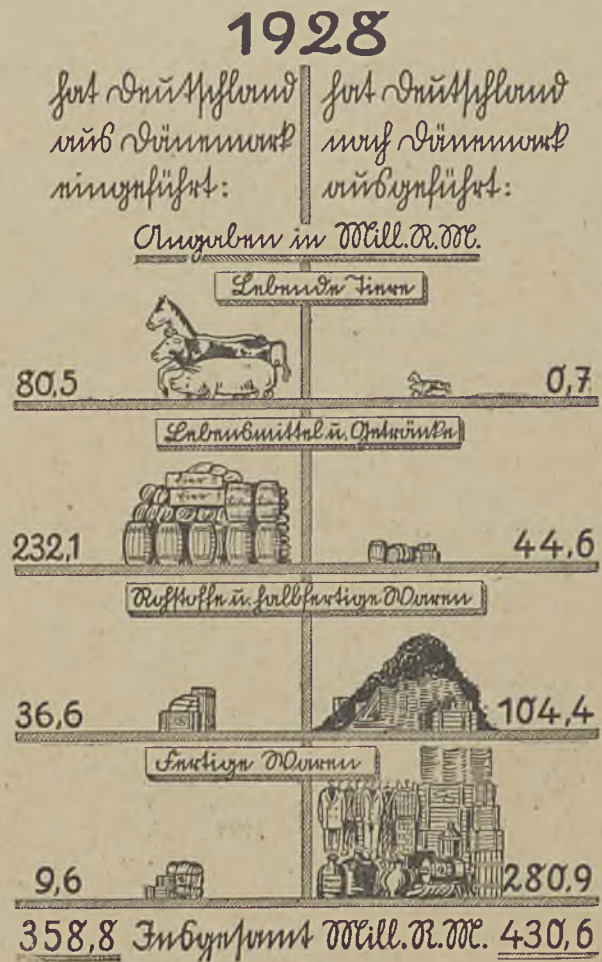 1928
hat Deutschland
aus Dänemark
eingeführt:
hat Deutschland
nach Dänemark
ausgeführt:
Angaben in Mill.R.M.
Lebende Tiere
80,5
0,7
Lebensmittel u. Getränke
Eier
Eier
232,1
44,6
Rohstoffe u. halbfertige Waren
36,6
104,4
Fertige Waren
9,6
280,9
358,8 Insgesamt Mill.R.M. 430,6